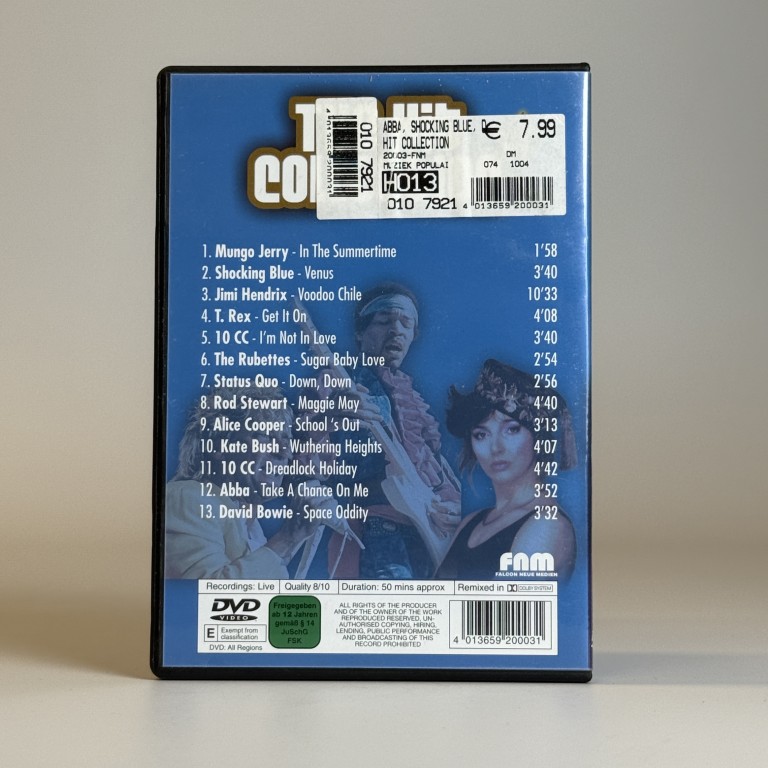 The Hit
4 013659 200031
010 7921
ABBA, SHOCKING BLUE,
€ 7.99
HIT COLLECTION
DM
074 1004
H013
010 7921
4 013659 200031
1. Mungo Jerry - In The Summertime 1'58
2. Shocking Blue - Venus 3'40
3. Jimi Hendrix - Voodoo Chile 10'33
4. T. Rex - Get It On 4'08
5. 10 CC - I'm Not In Love 3'40
6. The Rubettes - Sugar Baby Love 2'54
7. Status Quo - Down, Down 2'56
8. Rod Stewart - Maggie May 4'40
9. Alice Cooper - School 's Out 3'13
10. Kate Bush - Wuthering Heights 4'07
11. 10 CC - Dreadlock Holiday 4'42
12. Abba - Take A Chance On Me 3'52
13. David Bowie - Space Oddity 3'32
fnm
FALCON NEUE MEDIEN
Recordings: Live Quality 8/10 Duration: 50 mins approx Remixed in DOLBY SYSTEM
DVD
VIDEO
E Exempt from
classification
DVD: All Regions
Freigegeben
ab 12 Jahren
gemäß § 14
JuSchG
FSK
ALL RIGHTS OF THE PRODUCER
AND OF THE OWNER OF THE WORK
REPRODUCED RESERVED, UN-
AUTHORISED COPYING, HIRING,
LENDING, PUBLIC PERFORMANCE
AND BROADCASTING OF THIS
RECORD PROHIBITED
4 013659 200031